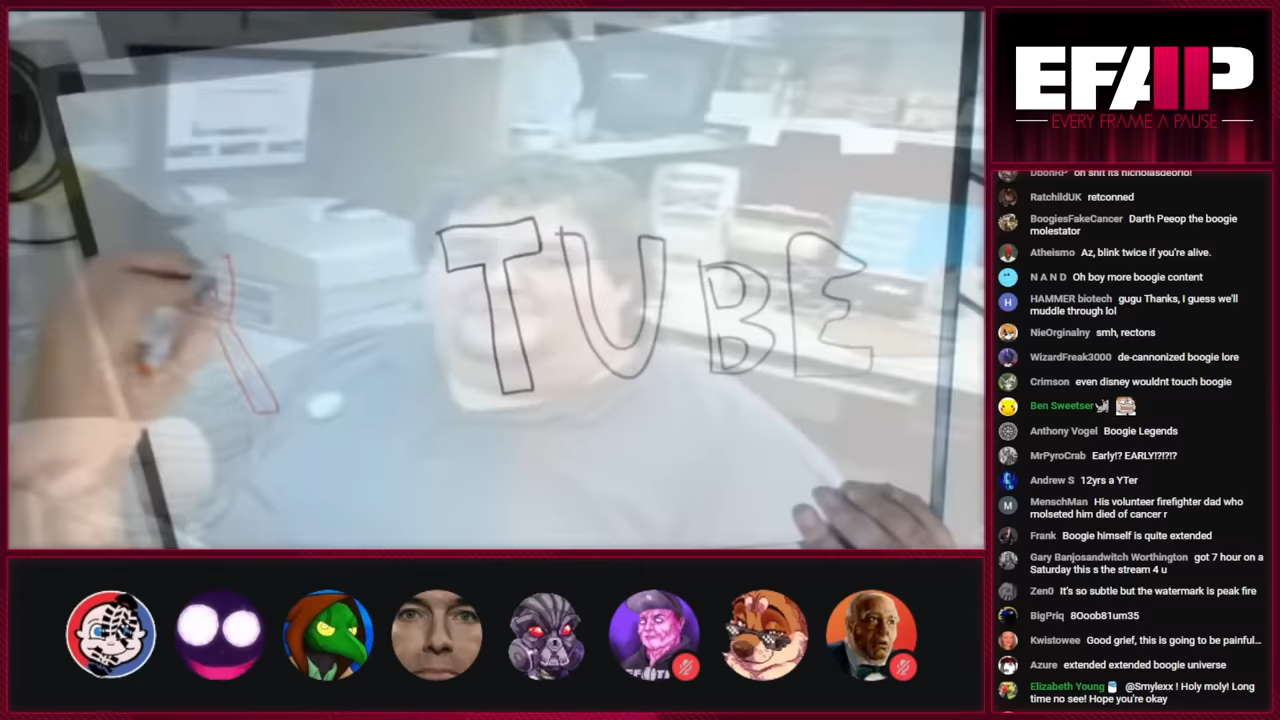 TUBE
EFAP
EVERY FRAME A PAUSE
DbonRP oh shit its nicholasdeorio!
RatchildUK retconned
BoogiesFakeCancer Darth Peeop the boogie
molestator
Atheismo Az, blink twice if you're alive.
N A N D Oh boy more boogie content
H
HAMMER biotech gugu Thanks, I guess we'll
muddle through lol
NieOrginalny smh, rectons
WizardFreak3000 de-cannonized boogie lore
Crimson even disney wouldnt touch boogie
Ben Sweetser
Anthony Vogel Boogie Legends
MrPyroCrab Early!? EARLY!?!?!?
Andrew S 12yrs a YTer
M
MenschMan His volunteer firefighter dad who
molseted him died of cancer r
Frank Boogie himself is quite extended
Gary Banjosandwitch Worthington got 7 hour on a
Saturday this s the stream 4 u
Zen0 It's so subtle but the watermark is peak fire
BigPriq 8Ooob81um35
Kwistowee Good grief, this is going to be painful...
Azure extended extended boogie universe
Elizabeth Young @Smylexx ! Holy moly! Long
time no see! Hope you're okay